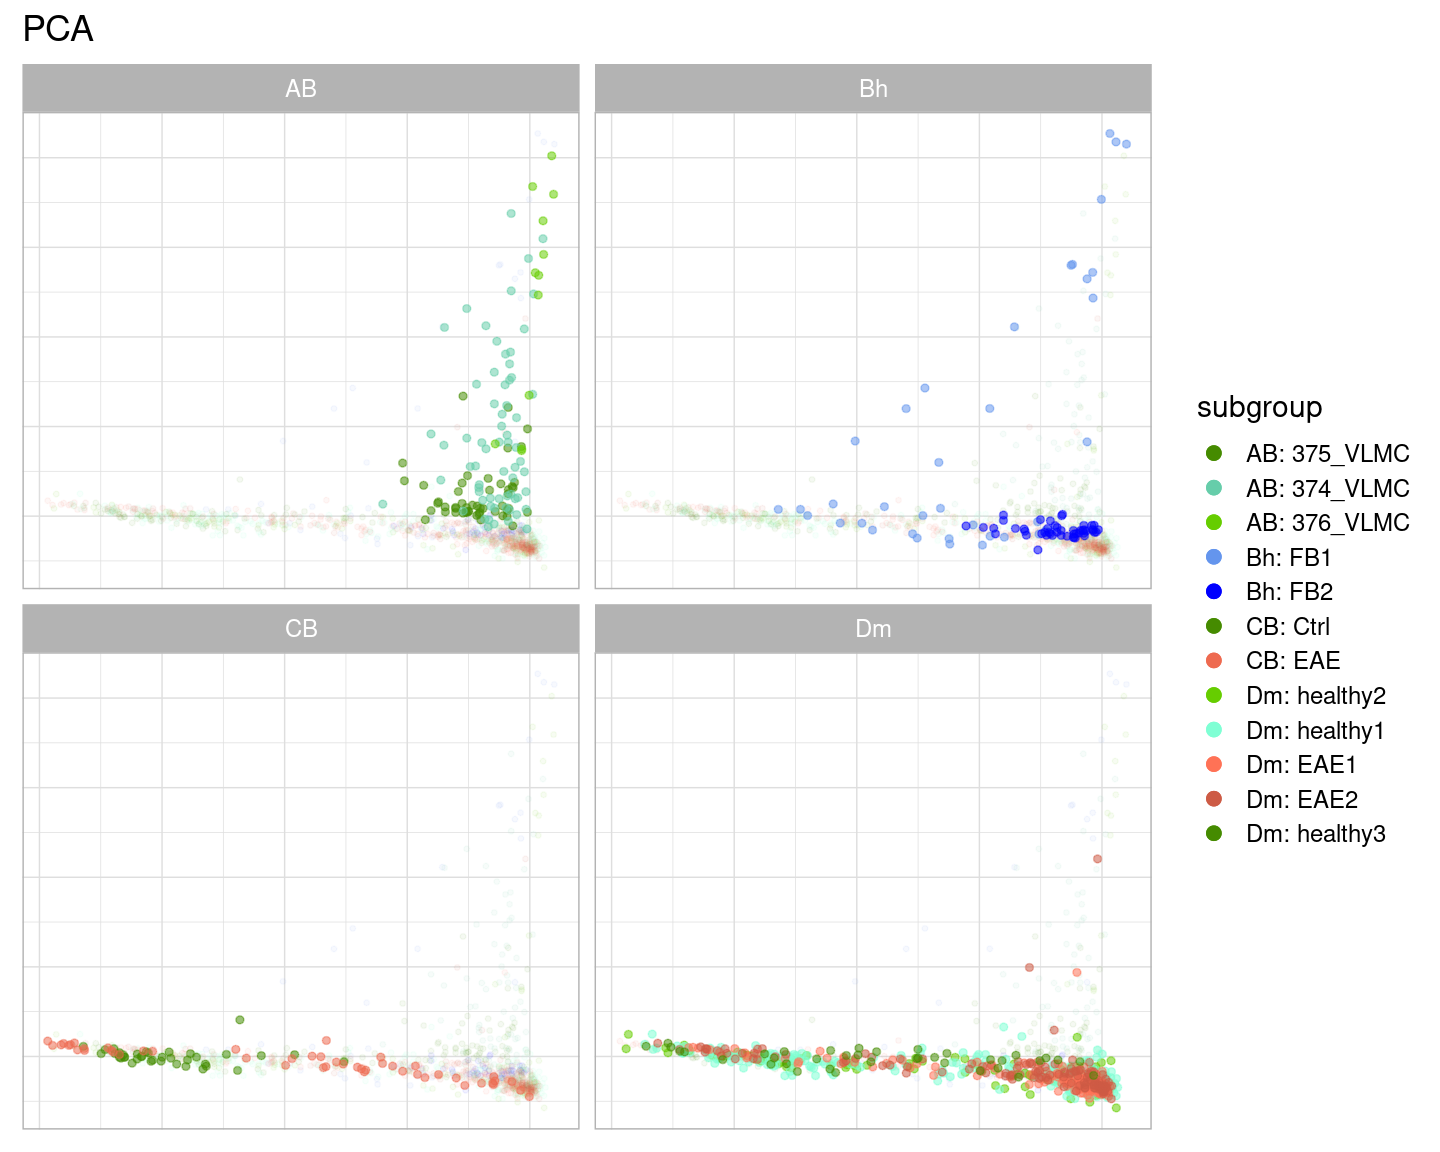 PCA
AB
Bh
CB
Dm
subgroup
AB: 375_VLMC
AB: 374_VLMC
AB: 376_VLMC
Bh: FB1
Bh: FB2
CB: Ctrl
CB: EAE
Dm: healthy2
Dm: healthy1
Dm: EAE1
Dm: EAE2
Dm: healthy3